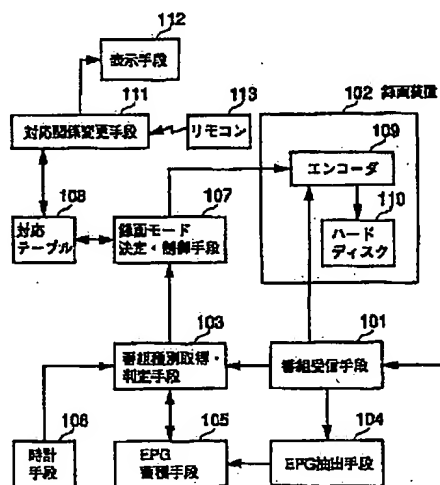 112
表示手段
111
対応関係変更手段
113
リモコン
102 録画装置
109
エンコーダ
110
ハード
ディスク
108
対応
テーブル
107
録画モード
決定・制御手段
103
番組種別取得・
判定手段
101
番組受信手段
106
時計
手段
105
EPG
蓄積手段
104
EPG抽出手段